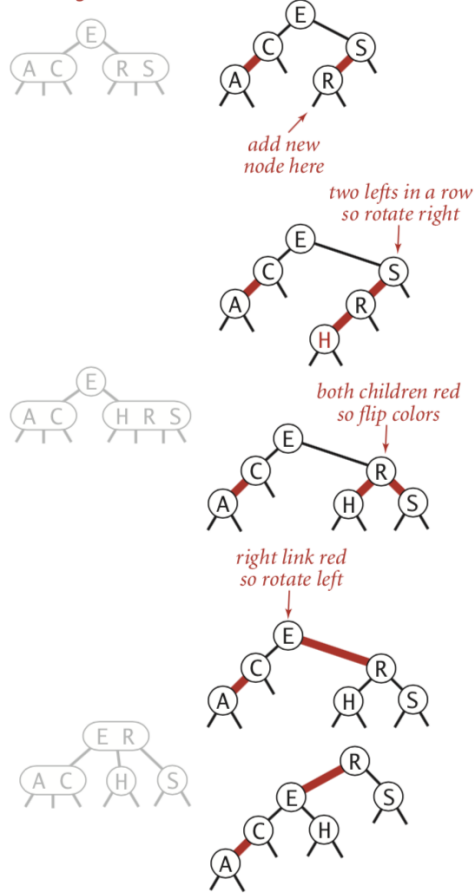 E
A C
R S
E
C
S
A
R
add new
node here
two lefts in a row
so rotate right
E
C
S
A
R
H
E
A C
H R S
both children red
so flip colors
E
C
R
A
H
S
right link red
so rotate left
E
C
R
A
H
S
E R
A C
H
S
R
E
S
C
H
A